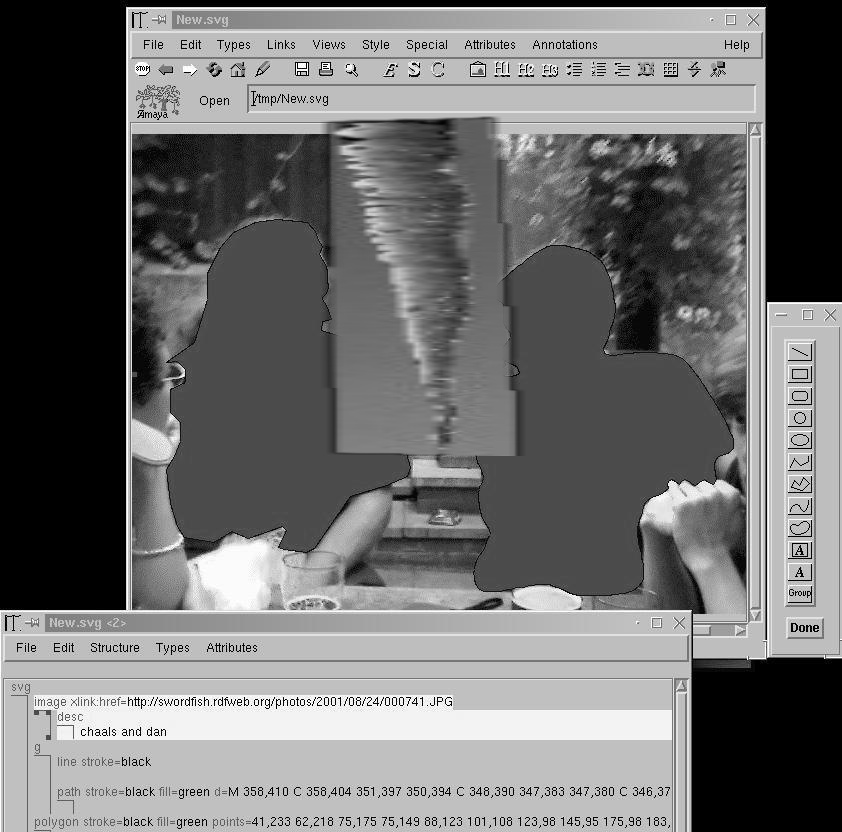 New.svg
File Edit Types Links Views Style Special Attributes Annotations Help
STOP E S C H1 H2 H3
Amaya Open /tmp/New.svg
A
A
Group
Done
New.svg <2>
File Edit Structure Types Attributes
svg
image xlink:href=http://swordfish.rdfweb.org/photos/2001/08/24/000741.JPG
desc
chaals and dan
g
line stroke=black
path stroke=black fill=green d=M 358,410 C 358,404 351,397 350,394 C 348,390 347,383 347,380 C 346,37
polygon stroke=black fill=green points=41,233 62,218 75,175 75,149 88,123 101,108 123,98 145,95 175,98 183,